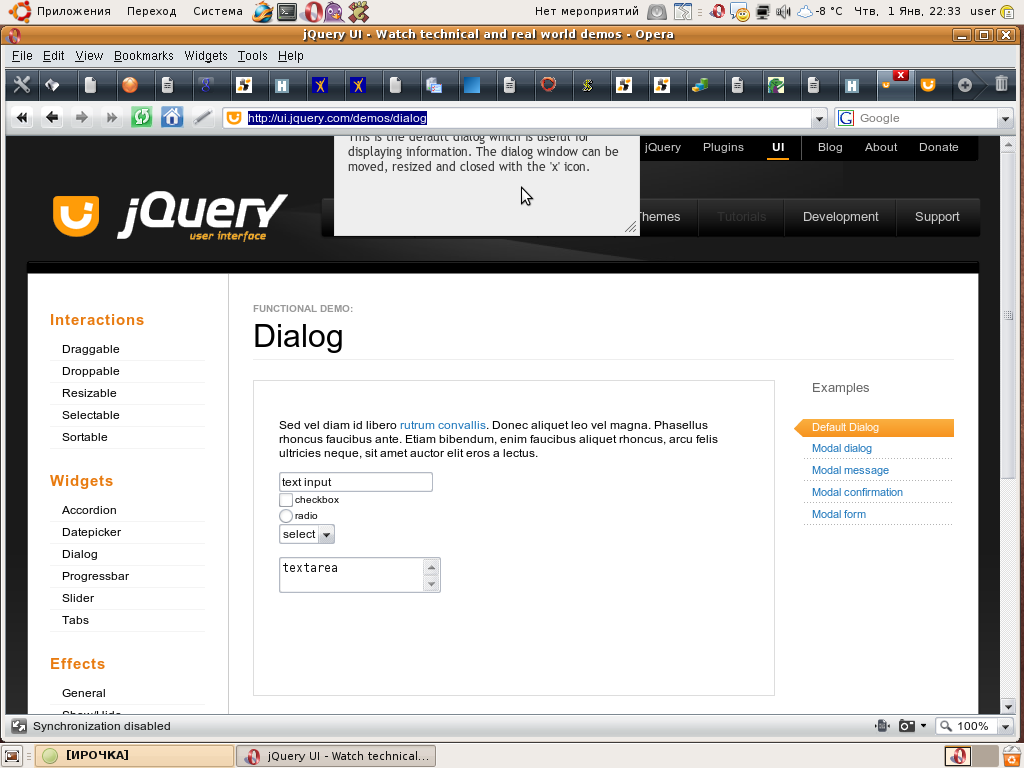 Приложения Переход Система Нет мероприятий -8 °C Чтв, 1 Янв, 22:33 user
jQuery UI - Watch technical and real world demos - Opera
File Edit View Bookmarks Widgets Tools Help
http://ui.jquery.com/demos/dialog Google
This is the default dialog which is useful for
displaying information. The dialog window can be
moved, resized and closed with the 'x' icon.
jQuery Plugins UI Blog About Donate
jQuery
user interface
Themes Tutorials Development Support
Interactions
Draggable
Droppable
Resizable
Selectable
Sortable
Widgets
Accordion
Datepicker
Dialog
Progressbar
Slider
Tabs
Effects
General
Show/Hide
FUNCTIONAL DEMO:
Dialog
Sed vel diam id libero rutrum convallis. Donec aliquet leo vel magna. Phasellus
rhoncus faucibus ante. Etiam bibendum, enim faucibus aliquet rhoncus, arcu felis
ultricies neque, sit amet auctor elit eros a lectus.
text input
checkbox
radio
select
textarea
Examples
Default Dialog
Modal dialog
Modal message
Modal confirmation
Modal form
Synchronization disabled 100%
[ИРОЧКА] jQuery UI - Watch technical...